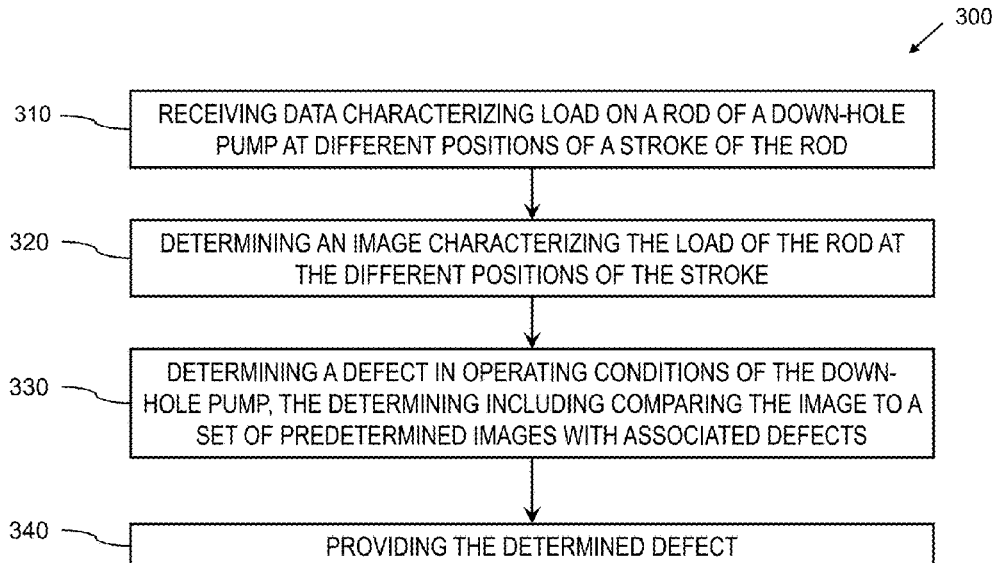 300
310
RECEIVING DATA CHARACTERIZING LOAD ON A ROD OF A DOWN-HOLE
PUMP AT DIFFERENT POSITIONS OF A STROKE OF THE ROD
320
DETERMINING AN IMAGE CHARACTERIZING THE LOAD OF THE ROD AT
THE DIFFERENT POSITIONS OF THE STROKE
330
DETERMINING A DEFECT IN OPERATING CONDITIONS OF THE DOWN-
HOLE PUMP, THE DETERMINING INCLUDING COMPARING THE IMAGE TO A
SET OF PREDETERMINED IMAGES WITH ASSOCIATED DEFECTS
340
PROVIDING THE DETERMINED DEFECT